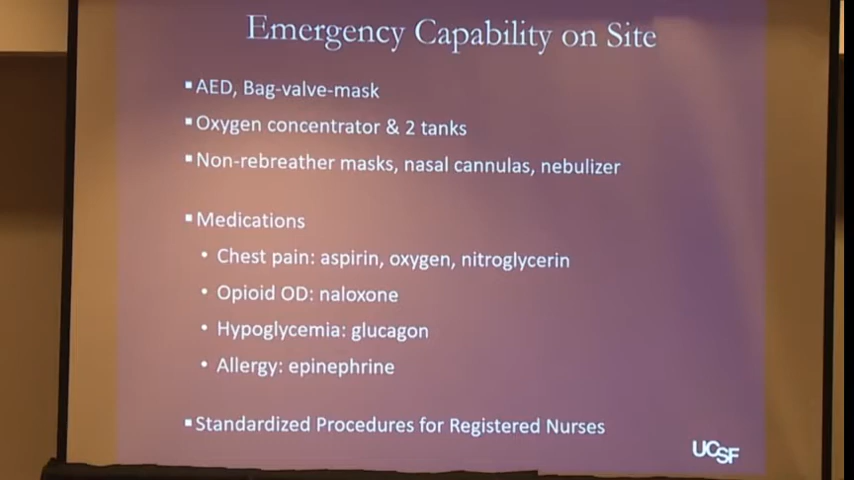 Emergency Capability on Site
▪AED, Bag-valve-mask
▪Oxygen concentrator & 2 tanks
▪Non-rebreather masks, nasal cannulas, nebulizer
▪Medications
• Chest pain: aspirin, oxygen, nitroglycerin
• Opioid OD: naloxone
• Hypoglycemia: glucagon
• Allergy: epinephrine
▪Standardized Procedures for Registered Nurses
UCSF